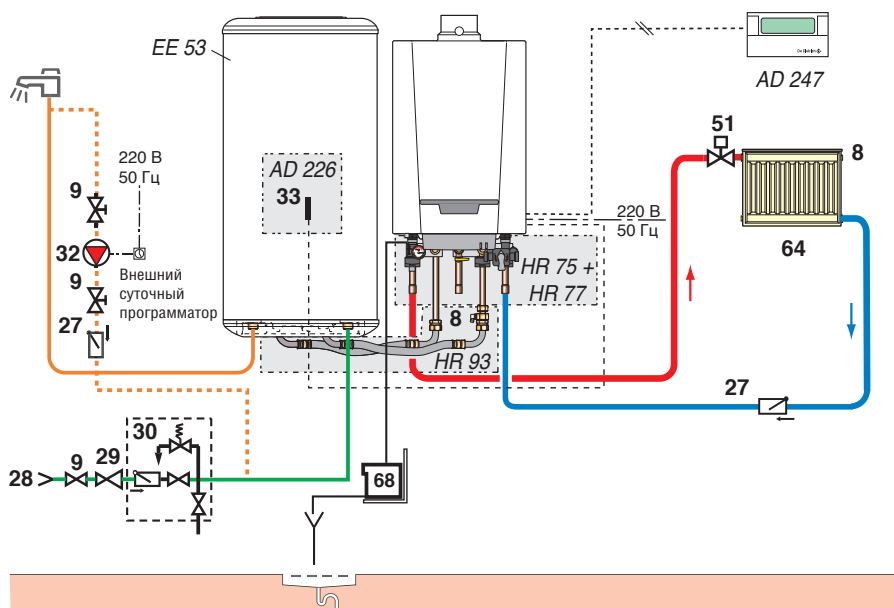 EE 53
AD 247
51
8
220 В
50 Гц
9
AD 226
33
220 В
50 Гц
64
32
Внешний
суточный
программатор
HR 75 +
HR 77
9
27
8
HR 93
27
30
28
9
29
68